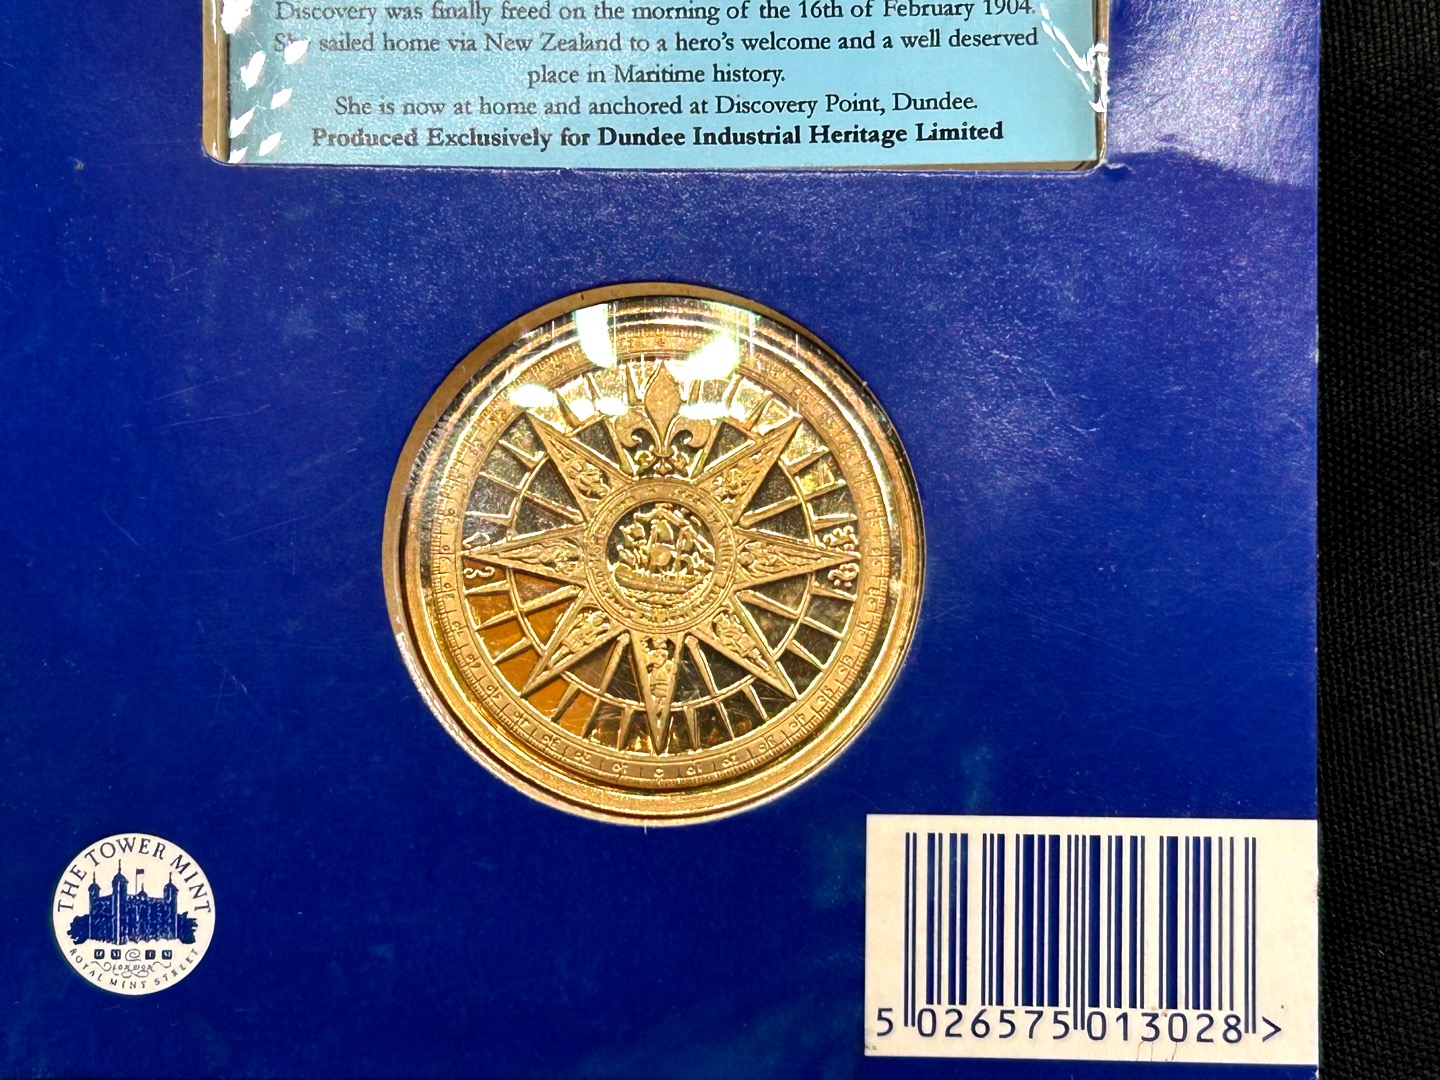 Discovery was finally freed on the morning of the 16th of February 1904.
She sailed home via New Zealand to a hero's welcome and a well deserved
place in Maritime history.
She is now at home and anchored at Discovery Point, Dundee.
Produced Exclusively for Dundee Industrial Heritage Limited
THE TOWER MINT
LONDON
ROYAL MINT STREET
5 026575 013028 >